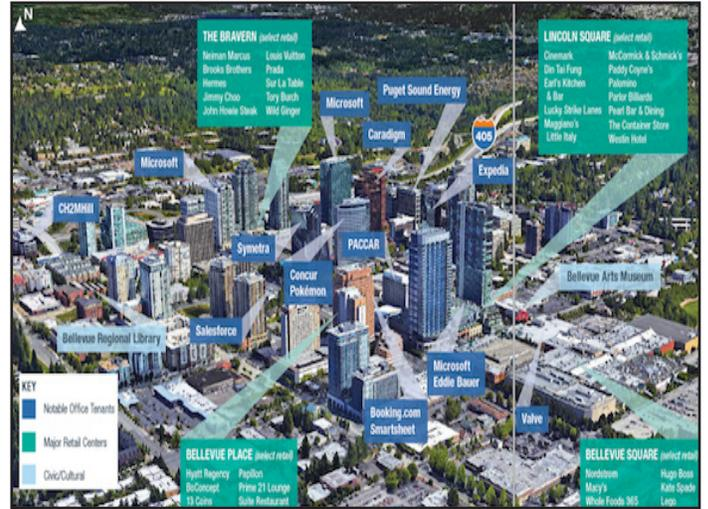 N
THE BRAVERN (select retail)
Neiman Marcus Louis Vuitton
Brooks Brothers Prada
Hermes Sur La Table
Jimmy Choo Tory Burch
John Howie Steak Wild Ginger
LINCOLN SQUARE (select retail)
Cinemark McCormick & Schmick's
Din Tai Fung Paddy Coyne's
Earl's Kitchen Palomino
& Bar Parlor Billiards
Lucky Strike Lanes Pearl Bar & Dining
Maggiano's The Container Store
Little Italy Westin Hotel
Puget Sound Energy
Microsoft
Caradigm
405
Microsoft
Expedia
CH2MHill
Symetra
PACCAR
Concur
Pokémon
Bellevue Arts Museum
Salesforce
Bellevue Regional Library
Microsoft
Eddie Bauer
Booking.com
Smartsheet
Valve
KEY
Notable Office Tenants
Major Retail Centers
Civic/Cultural
BELLEVUE PLACE (select retail)
Hyatt Regency Papillon
BoConcept Prime 21 Lounge
13 Coins Suite Restaurant
BELLEVUE SQUARE (select retail)
Nordstrom Hugo Boss
Macy's Kate Spade
Whole Foods 365 Lego